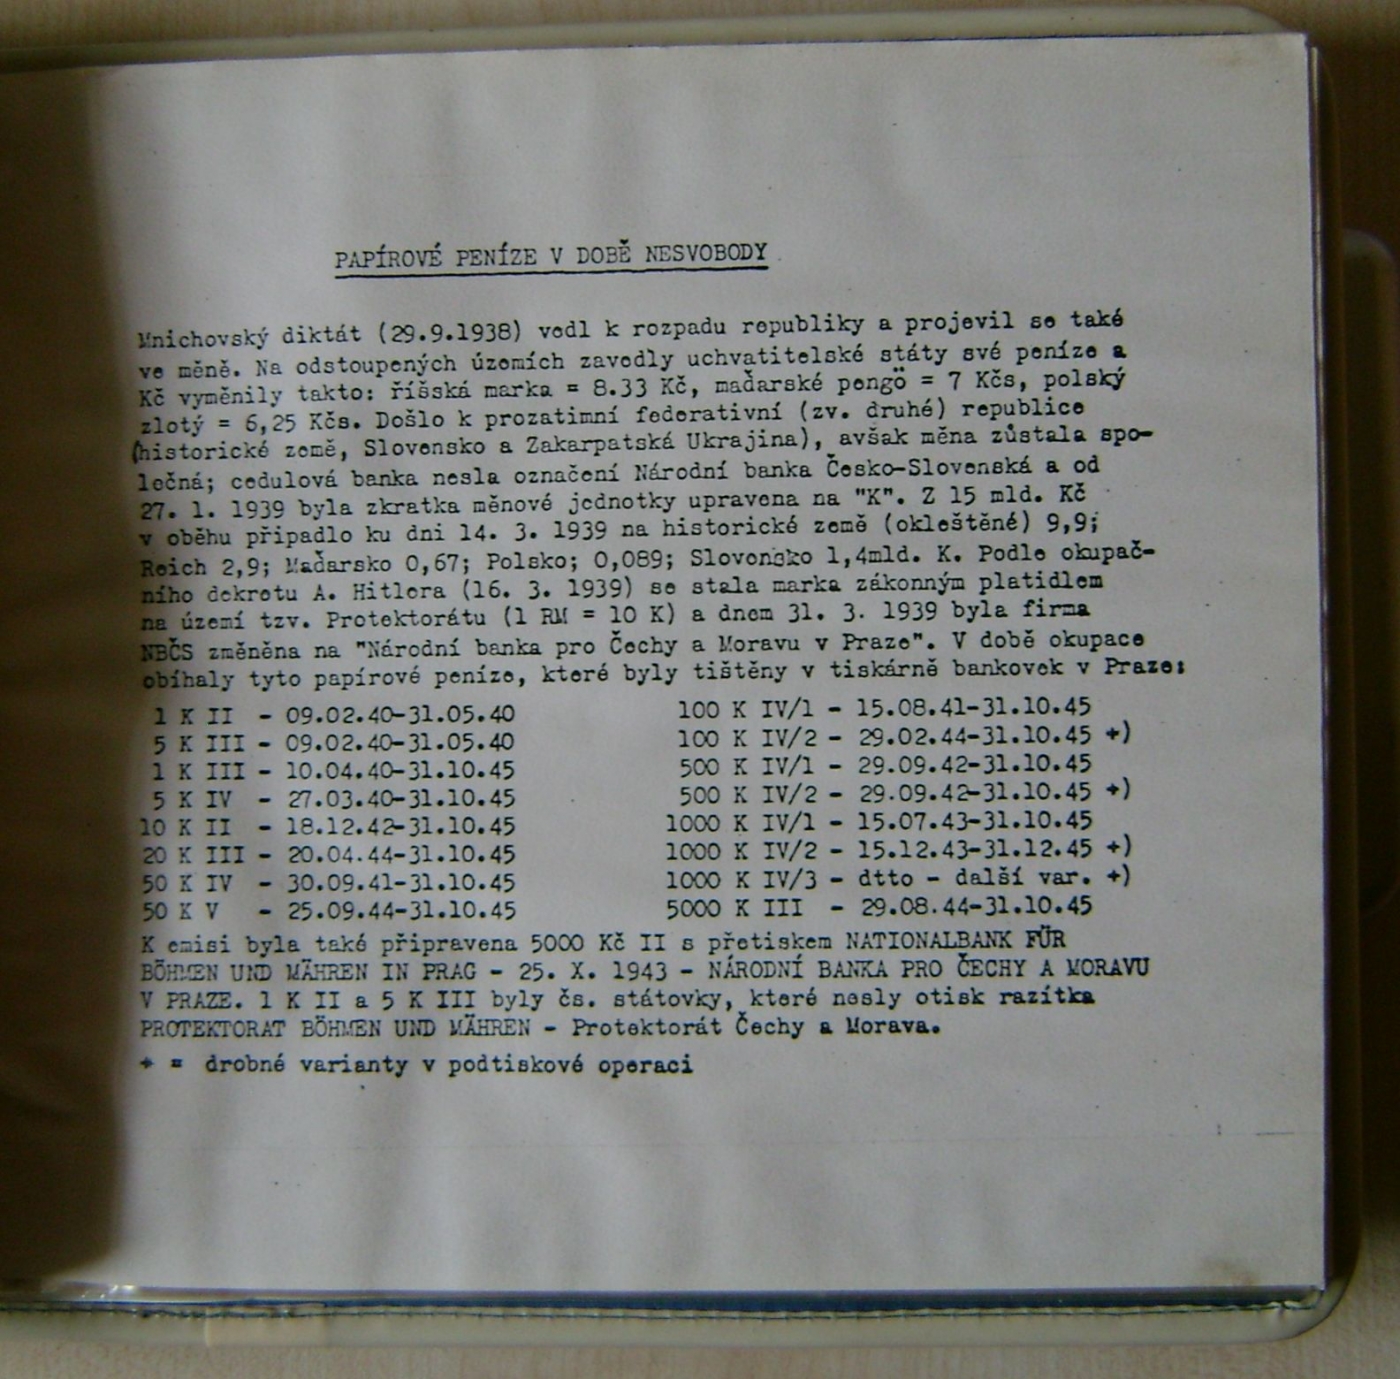 PAPÍROVÉ PENÍZE V DOBĚ NESVOBODY
Mnichovský diktát (29.9.1938) vedl k rozpadu republiky a projevil se také
ve měně. Na odstoupených územích zavedly uchvatitelské státy své peníze a
Kč vyměnily takto: říšská marka = 8.33 Kč, maďarské pengö = 7 Kčs, polský
zlotý = 6,25 Kčs. Došlo k prozatimní federativní (zv. druhé) republice
(historické země, Slovensko a Zakarpatská Ukrajina), avšak měna zůstala spo-
lečná; cedulová banka nesla označení Národní banka Česko-Slovenská a od
27. 1. 1939 byla zkratka měnové jednotky upravena na "K". Z 15 mld. Kč
v oběhu připadlo ku dni 14. 3. 1939 na historické země (okleštěné) 9,9;
Reich 2,9; Maďarsko 0,67; Polsko; 0,089; Slovensko 1,4mld. K. Podle okupač-
ního dekretu A. Hitlera (16. 3. 1939) se stala marka zákonným platidlem
na území tzv. Protektorátu (1 RM = 10 K) a dnem 31. 3. 1939 byla firma
NBČS změněna na "Národní banka pro Čechy a Moravu v Praze". V době okupace
obíhaly tyto papírové peníze, které byly tištěny v tiskárně bankovek v Praze:
1 K II - 09.02.40-31.05.40 100 K IV/1 - 15.08.41-31.10.45
5 K III - 09.02.40-31.05.40 100 K IV/2 - 29.02.44-31.10.45 +)
1 K III - 10.04.40-31.10.45 500 K IV/1 - 29.09.42-31.10.45
5 K IV - 27.03.40-31.10.45 500 K IV/2 - 29.09.42-31.10.45 +)
10 K II - 18.12.42-31.10.45 1000 K IV/1 - 15.07.43-31.10.45
20 K III - 20.04.44-31.10.45 1000 K IV/2 - 15.12.43-31.12.45 +)
50 K IV - 30.09.41-31.10.45 1000 K IV/3 - dtto - další var. +)
50 K V - 25.09.44-31.10.45 5000 K III - 29.08.44-31.10.45
K emisi byla také připravena 5000 Kč II s přetiskem NATIONALBANK FÜR
BÖHMEN UND MÄHREN IN PRAG - 25. X. 1943 - NÁRODNÍ BANKA PRO ČECHY A MORAVU
V PRAZE. 1 K II a 5 K III byly čs. státovky, které nesly otisk razítka
PROTEKTORAT BÖHMEN UND MÄHREN - Protektorát Čechy a Morava.
+ = drobné varianty v podtiskové operaci